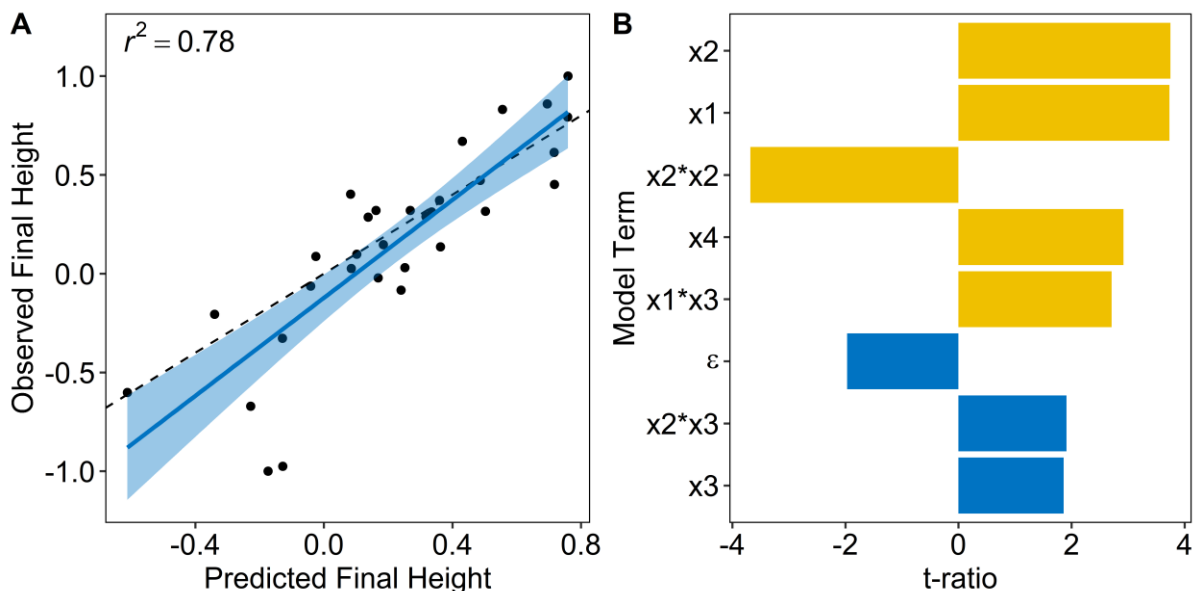 A
r² = 0.78
1.0
0.5
0.0
-0.5
-1.0
Observed Final Height
-0.4
0.0
0.4
0.8
Predicted Final Height
B
x2
x1
x2*x2
x4
x1*x3
ε
x2*x3
x3
Model Term
-4
-2
0
2
4
t-ratio